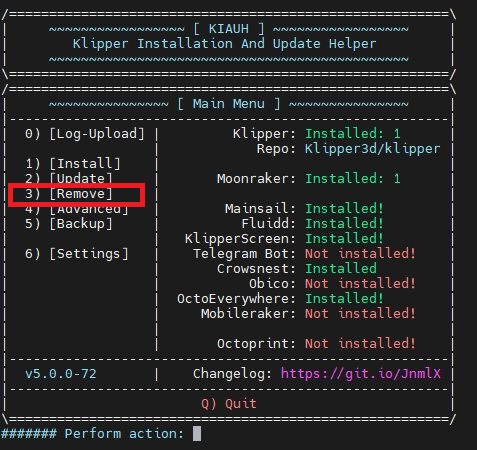 /=======================================================\
|     ~~~~~~~~~~~~~~~~~ [ KIAUH ] ~~~~~~~~~~~~~~~~~     |
|        Klipper Installation And Update Helper         |
|     ~~~~~~~~~~~~~~~~~~~~~~~~~~~~~~~~~~~~~~~~~~~~~     |
\=======================================================/
/=======================================================\
|     ~~~~~~~~~~~~~~~ [ Main Menu ] ~~~~~~~~~~~~~~~     |
|-------------------------------------------------------|
|  0) [Log-Upload] |         Klipper: Installed: 1      |
|                  |            Repo: Klipper3d/klipper |
|  1) [Install]    |                                    |
|  2) [Update]     |       Moonraker: Installed: 1      |
|  3) [Remove]     |                                    |
|  4) [Advanced]   |        Mainsail: Installed!        |
|  5) [Backup]     |          Fluidd: Installed!        |
|                  |   KlipperScreen: Installed!        |
|  6) [Settings]   |    Telegram Bot: Not installed!    |
|                  |       Crowsnest: Installed         |
|                  |           Obico: Not installed!    |
|                  |  OctoEverywhere: Installed!        |
|                  |     Mobileraker: Not installed!    |
|                  |                                    |
|                  |       Octoprint: Not installed!    |
|-------------------------------------------------------|
|  v5.0.0-72       |     Changelog: https://git.io/JnmlX |
|-------------------------------------------------------|
|                        Q) Quit                        |
\=======================================================/
####### Perform action: